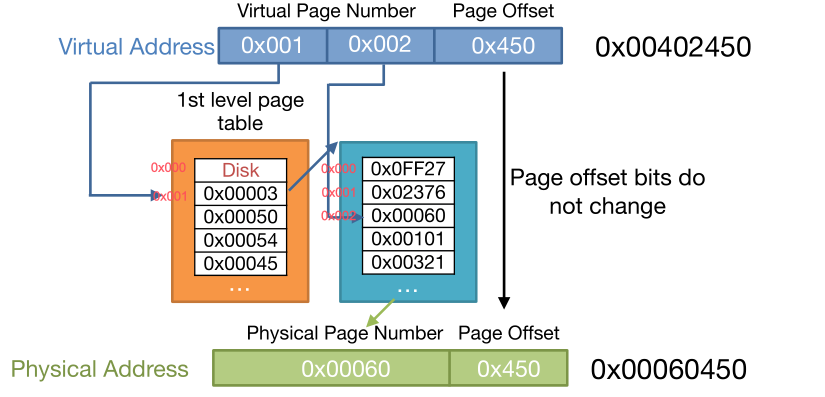 Virtual Page Number
Page Offset
Virtual Address
0x001
0x002
0x450
0x00402450
1st level page
table
0x000
0x001
Disk
0x00003
0x00050
0x00054
0x00045
...
0x000
0x001
0x002
0x0FF27
0x02376
0x00060
0x00101
0x00321
...
Page offset bits do
not change
Physical Page Number
Page Offset
Physical Address
0x00060
0x450
0x00060450